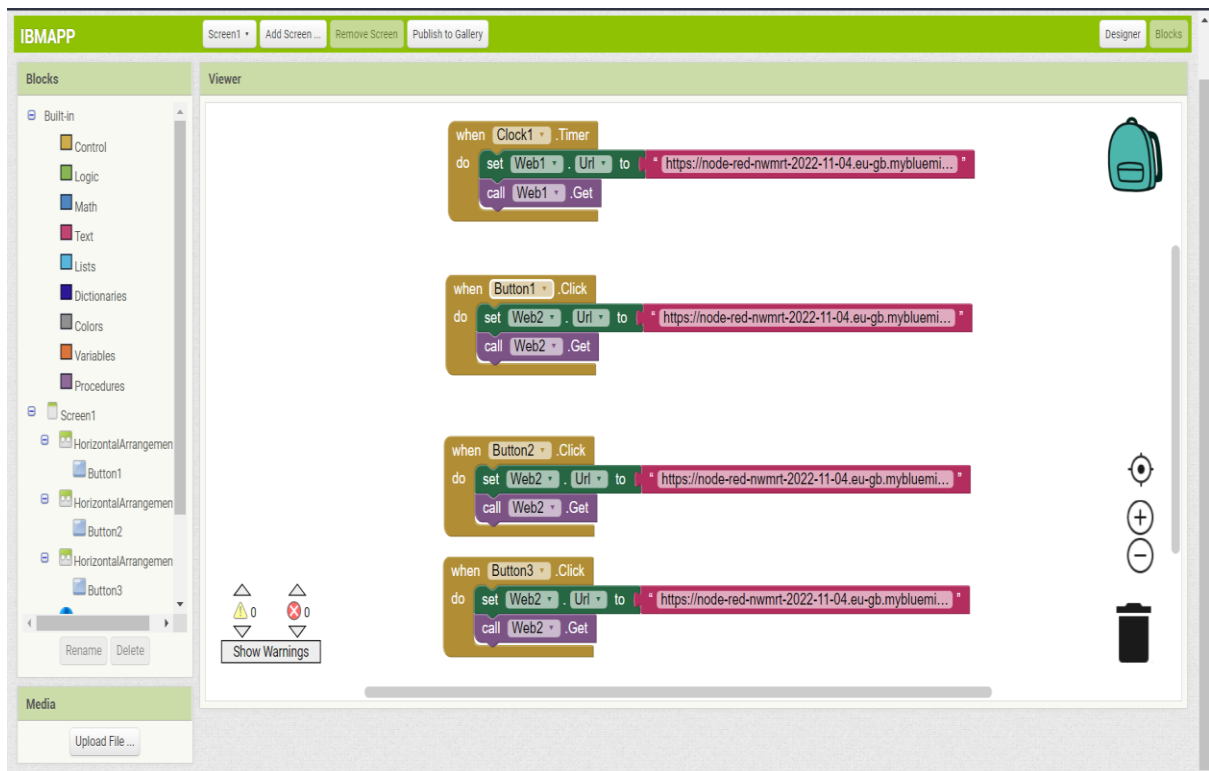 IBMAPP Screen1 Add Screen ... Remove Screen Publish to Gallery Designer Blocks
Blocks
Viewer
Built-in
Control
Logic
Math
Text
Lists
Dictionaries
Colors
Variables
Procedures
Screen1
HorizontalArrangemen
Button1
HorizontalArrangemen
Button2
HorizontalArrangemen
Button3
Rename Delete
Media
Upload File ...
when Clock1 .Timer
do set Web1 . Url to " https://node-red-nwmrt-2022-11-04.eu-gb.mybluemi... "
call Web1 .Get
when Button1 .Click
do set Web2 . Url to " https://node-red-nwmrt-2022-11-04.eu-gb.mybluemi... "
call Web2 .Get
when Button2 .Click
do set Web2 . Url to " https://node-red-nwmrt-2022-11-04.eu-gb.mybluemi... "
call Web2 .Get
when Button3 .Click
do set Web2 . Url to " https://node-red-nwmrt-2022-11-04.eu-gb.mybluemi... "
call Web2 .Get
0 0
Show Warnings